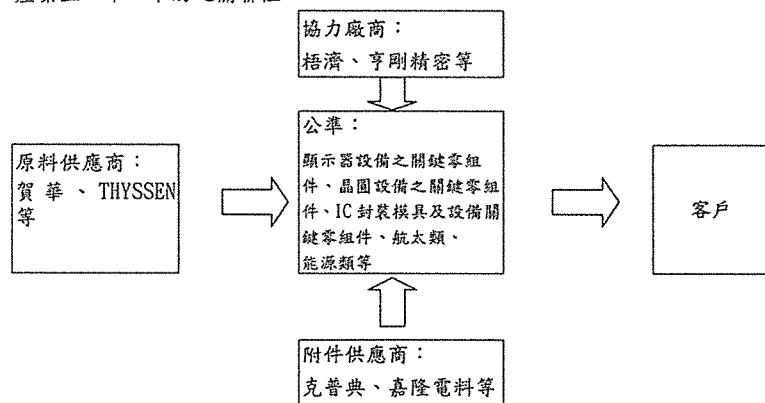 協力廠商：
梧濟、亨剛精密等
原料供應商：
賀華、THYSSEN
等
公準：
顯示器設備之關鍵零組
件、晶圓設備之關鍵零組
件、IC封裝模具及設備關
鍵零組件、航太類、
能源類等
客戶
附件供應商：
克普典、嘉隆電料等